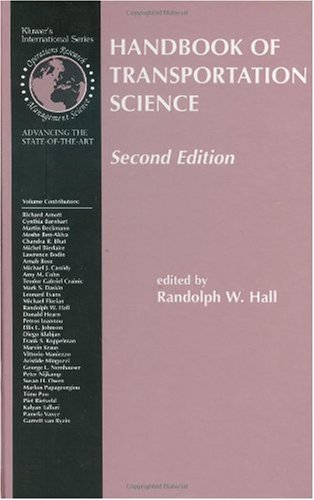 Kluwer's
International Series
Operations Research
Management Science
ADVANCING THE
STATE-OF-THE-ART
HANDBOOK OF
TRANSPORTATION
SCIENCE
Second Edition
edited by
Randolph W. Hall
Volume Contributors:
Richard Arnott
Cynthia Barnhart
Martin Beckmann
Moshe Ben-Akiva
Chandra R. Bhat
Michel Bierlaire
Lawrence Bodin
Arnab Bose
Michael J. Cassidy
Amy M. Cohn
Teodor Gabriel Crainic
Mark S. Daskin
Leonard Evans
Michael Florian
Randolph W. Hall
Donald Hearn
Petros Ioannou
Ellis L. Johnson
Diego Klabjan
Frank S. Koppelman
Marvin Kraus
Vittorio Maniezzo
Aristide Mingozzi
George L. Nemhauser
Peter Nijkamp
Susan H. Owen
Markos Papageorgiou
Piet Rietveld
Kalyan Talluri
Pamela Vance
Garrett van Ryzin